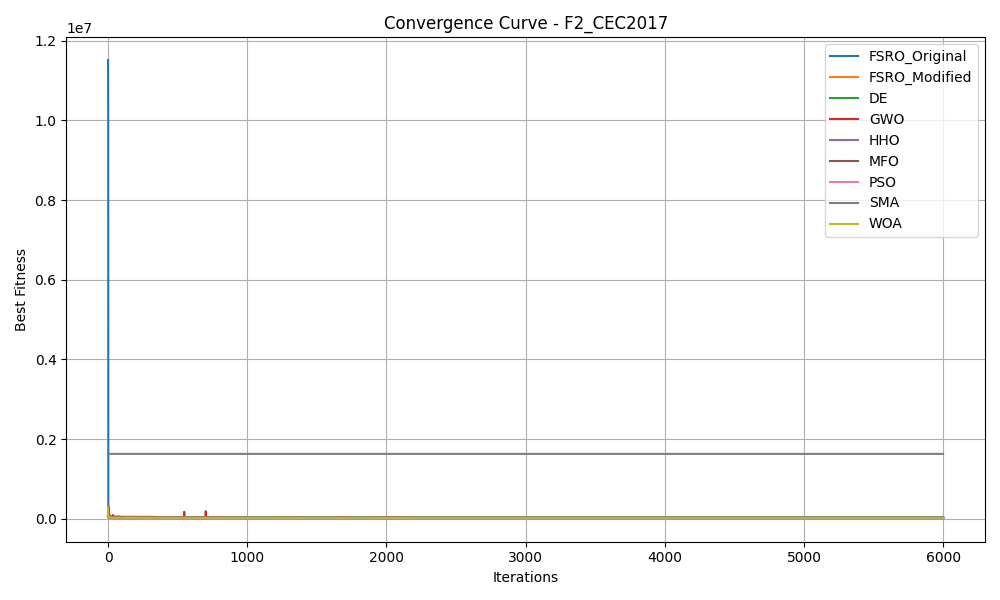 Convergence Curve - F2_CEC2017
1e7
1.2
1.0
0.8
0.6
0.4
0.2
0.0
Best Fitness
0 1000 2000 3000 4000 5000 6000
Iterations
FSRO_Original
FSRO_Modified
DE
GWO
HHO
MFO
PSO
SMA
WOA